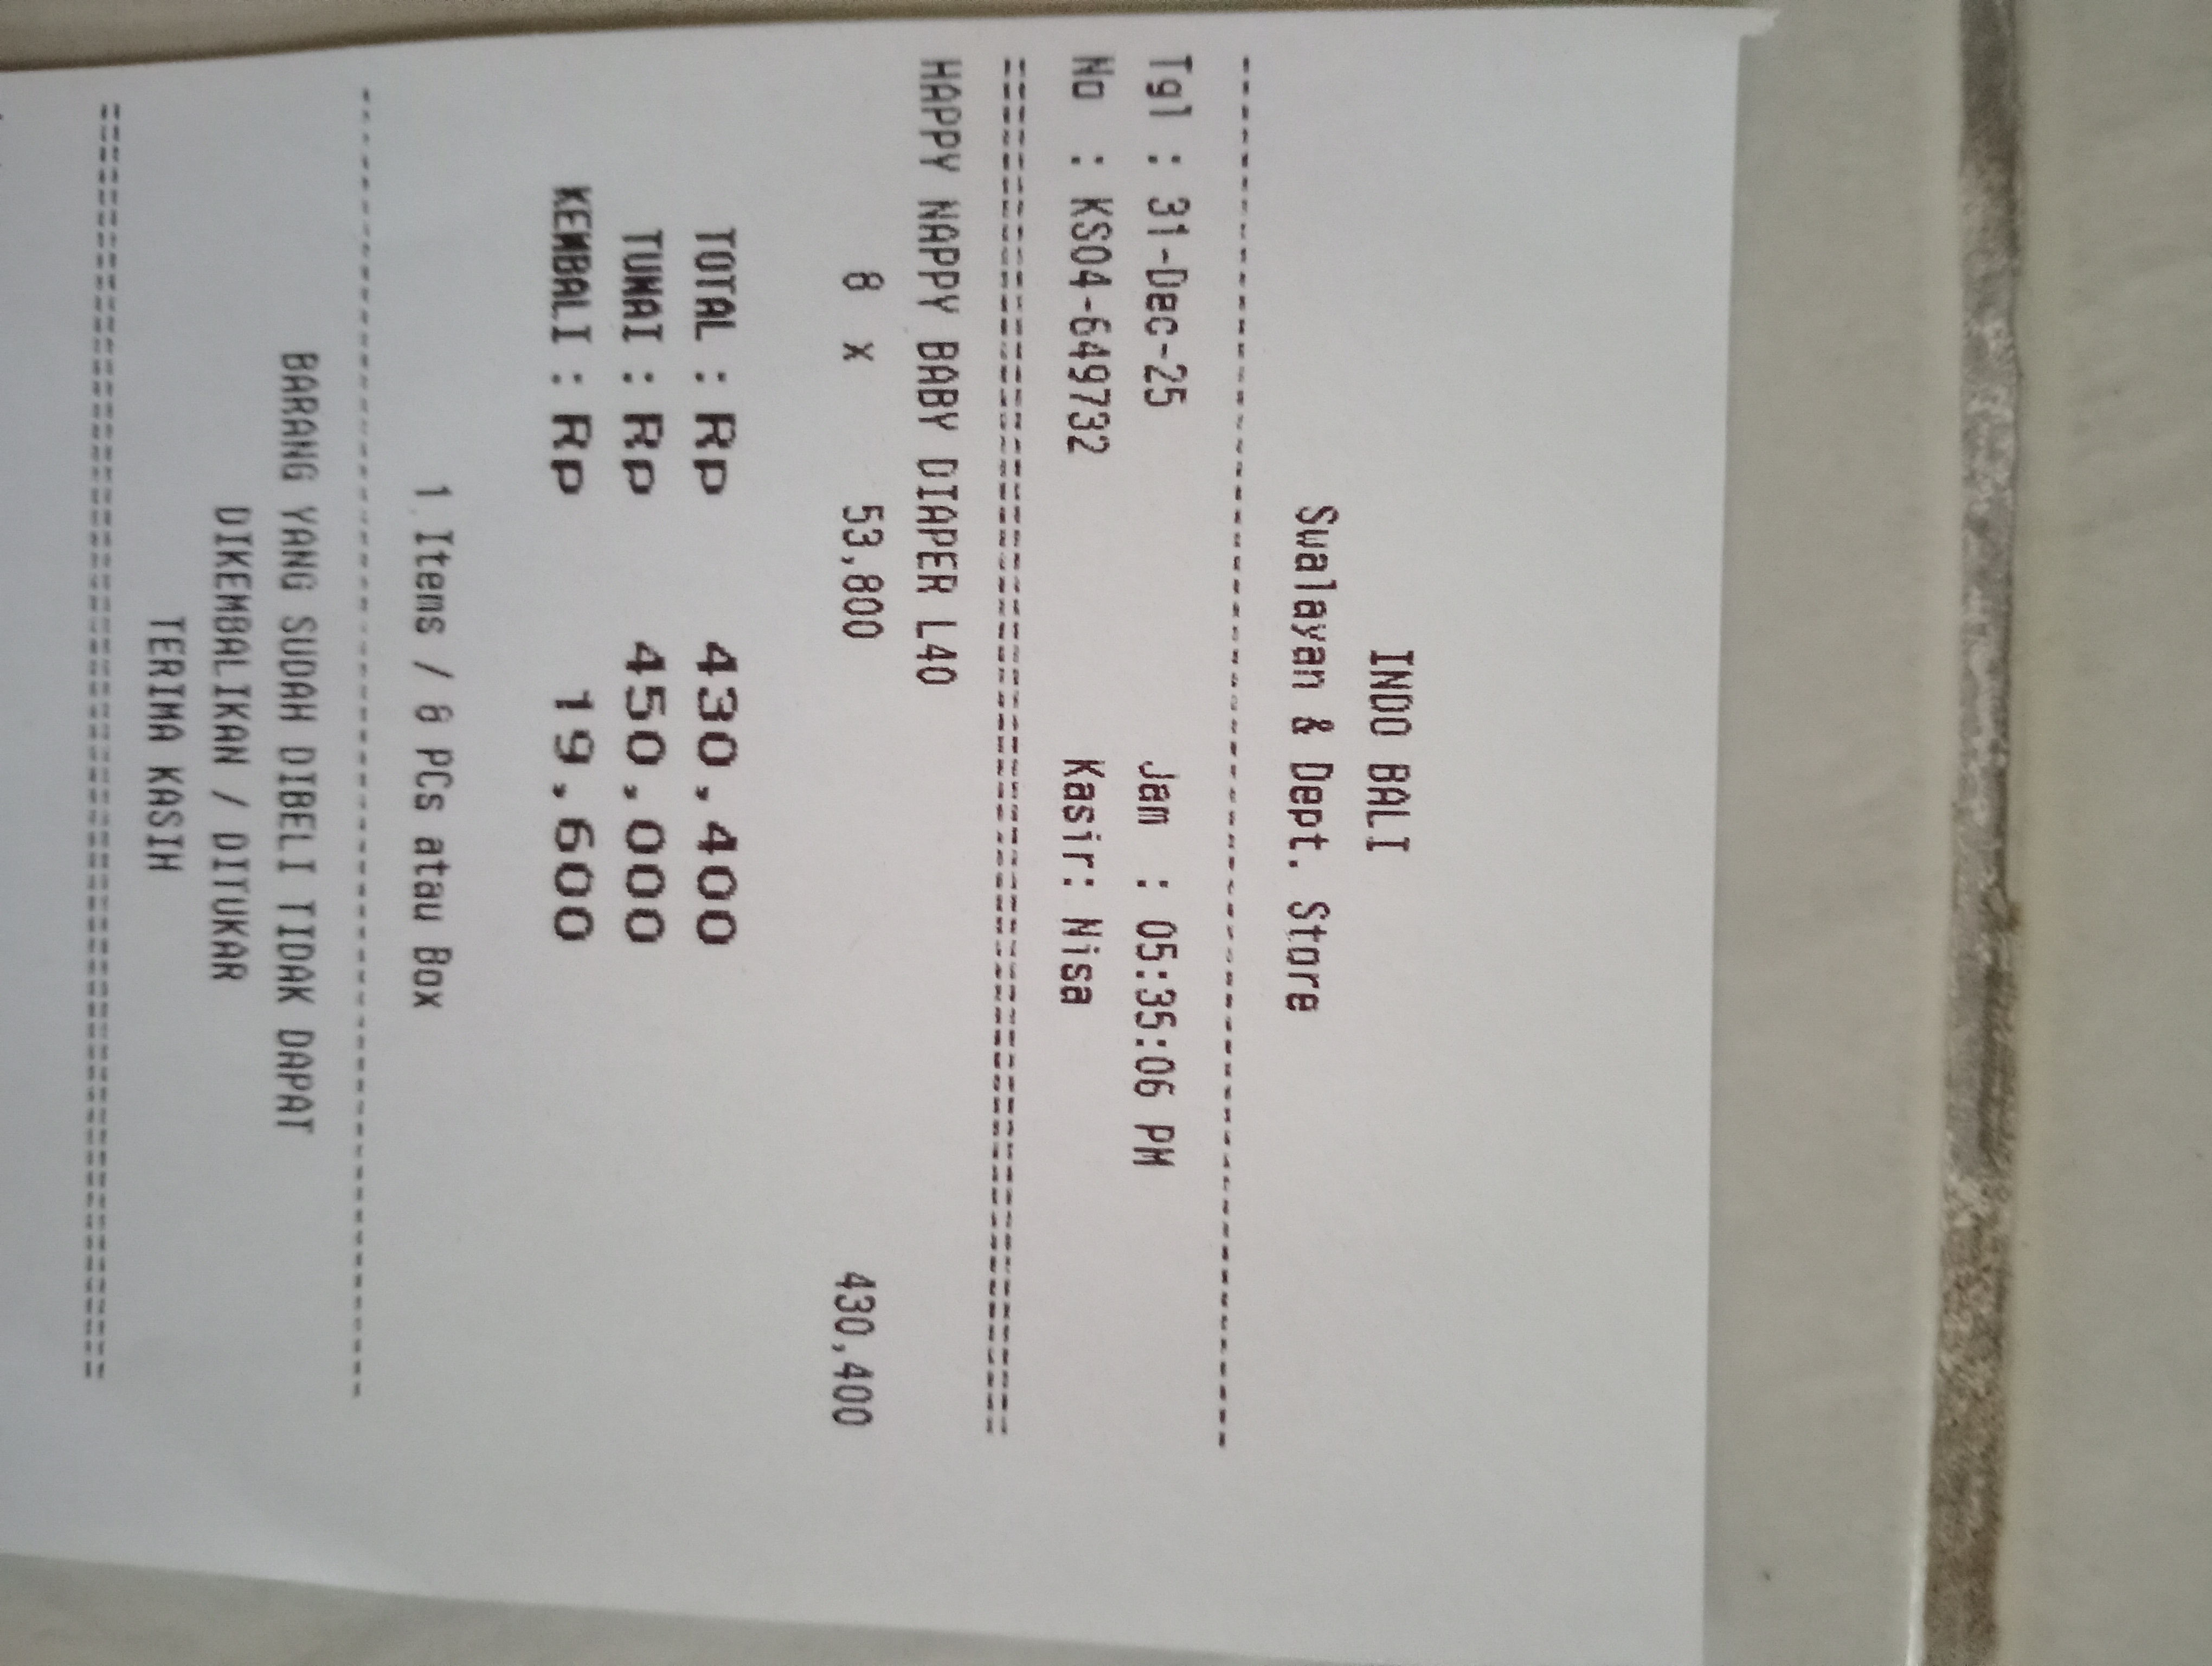 INDO BALI
Swalayan & Dept. Store
Tgl : 31-Dec-25 Jam : 05:35:06 PM
No : KS04-649732 Kasir: Nisa
HAPPY NAPPY BABY DIAPER L40
8 x 53,800 430,400
TOTAL : Rp 430,400
TUNAI : Rp 450,000
KEMBALI : Rp 19,600
1 Items / 8 PCs atau Box
BARANG YANG SUDAH DIBELI TIDAK DAPAT
DIKEMBALIKAN / DITUKAR
TERIMA KASIH